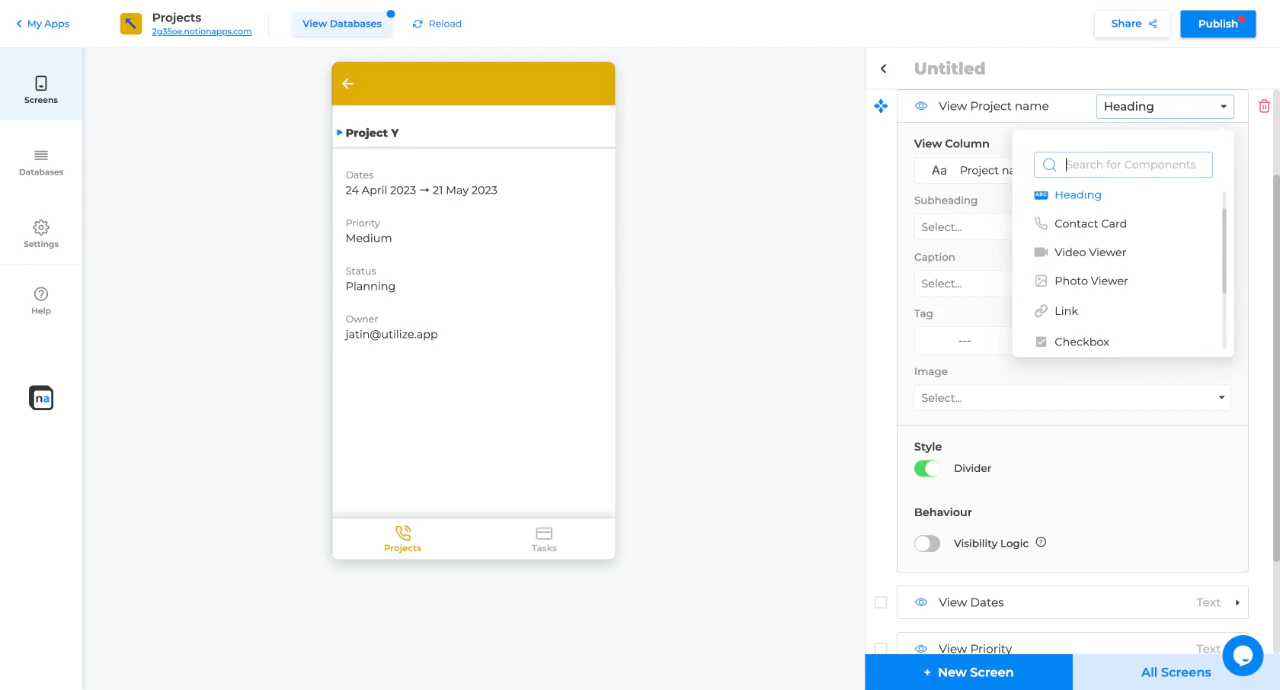 My Apps
Projects
2g35oe.notionapps.com
View Databases
Reload
Share
Publish
Screens
Databases
Settings
Help
na
Project Y
Dates
24 April 2023 → 21 May 2023
Priority
Medium
Status
Planning
Owner
jatin@utilize.app
Projects
Tasks
Untitled
View Project name
Heading
View Column
Aa Project na
Subheading
Select...
Caption
Select...
Tag
---
Image
Select...
Search for Components
ABC Heading
Contact Card
Video Viewer
Photo Viewer
Link
Checkbox
Style
Divider
Behaviour
Visibility Logic ?
View Dates
Text
View Priority
Text
+ New Screen
All Screens